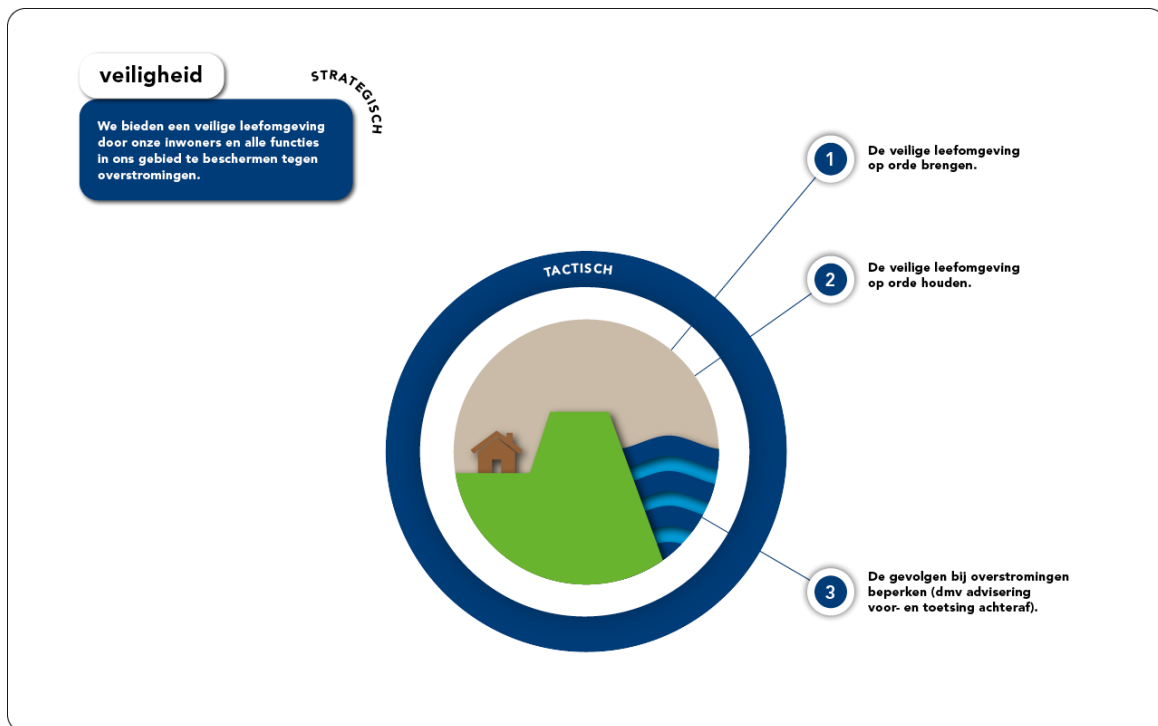 veiligheid
STRATEGISCH
We bieden een veilige leefomgeving
door onze inwoners en alle functies
in ons gebied te beschermen tegen
overstromingen.
TACTISCH
1
De veilige leefomgeving
op orde brengen.
2
De veilige leefomgeving
op orde houden.
3
De gevolgen bij overstromingen
beperken (dmv advisering
voor- en toetsing achteraf).